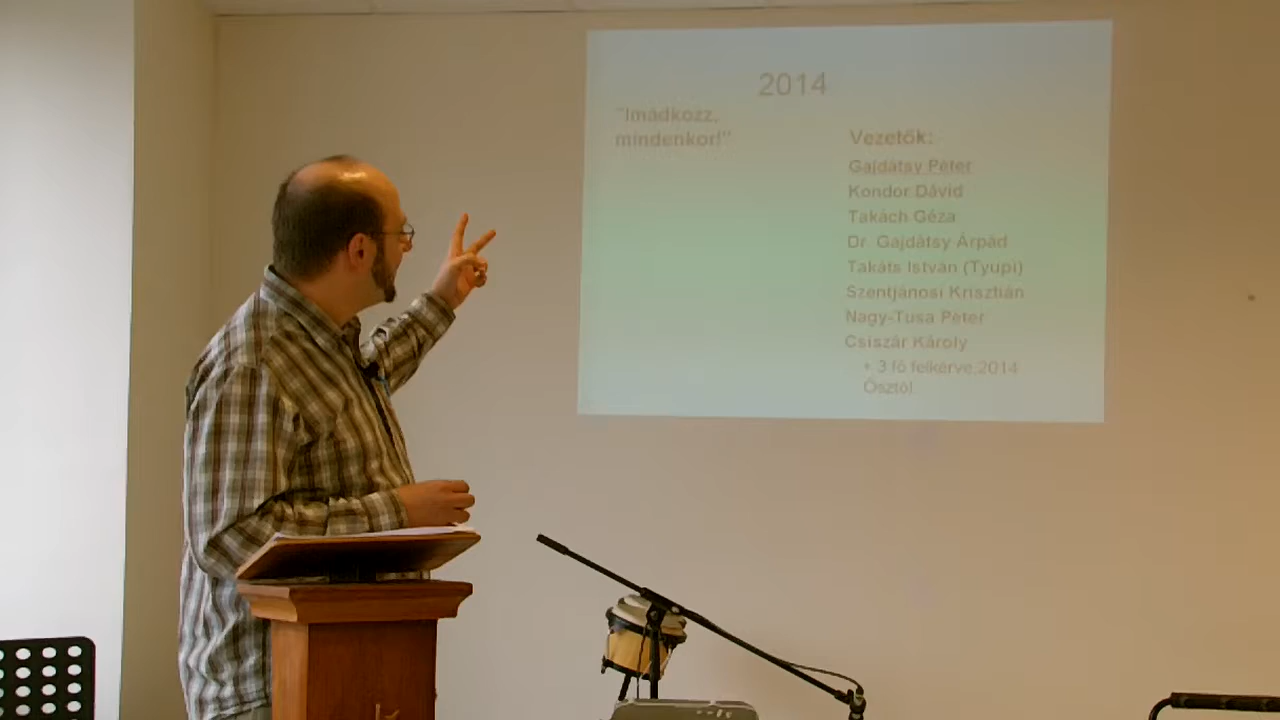 2014
"Imádkozz,
mindenkor!"
Vezetők:
Gajdátsy Péter
Kondor Dávid
Takách Géza
Dr. Gajdátsy Árpád
Takáts István (Tyupi)
Szentjánosi Krisztián
Nagy-Tusa Péter
Csiszár Károly
+ 3 fő felkérve,2014
Ősztől.